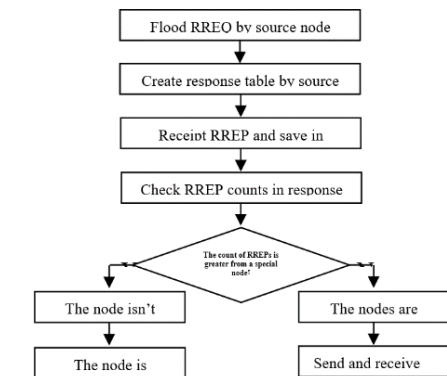 Flood RREQ by source node
Create response table by source
Receipt RREP and save in
Check RREP counts in response
The count of RREPs is
greater from a special
node?
The node isn't
The nodes are
The node is
Send and receive